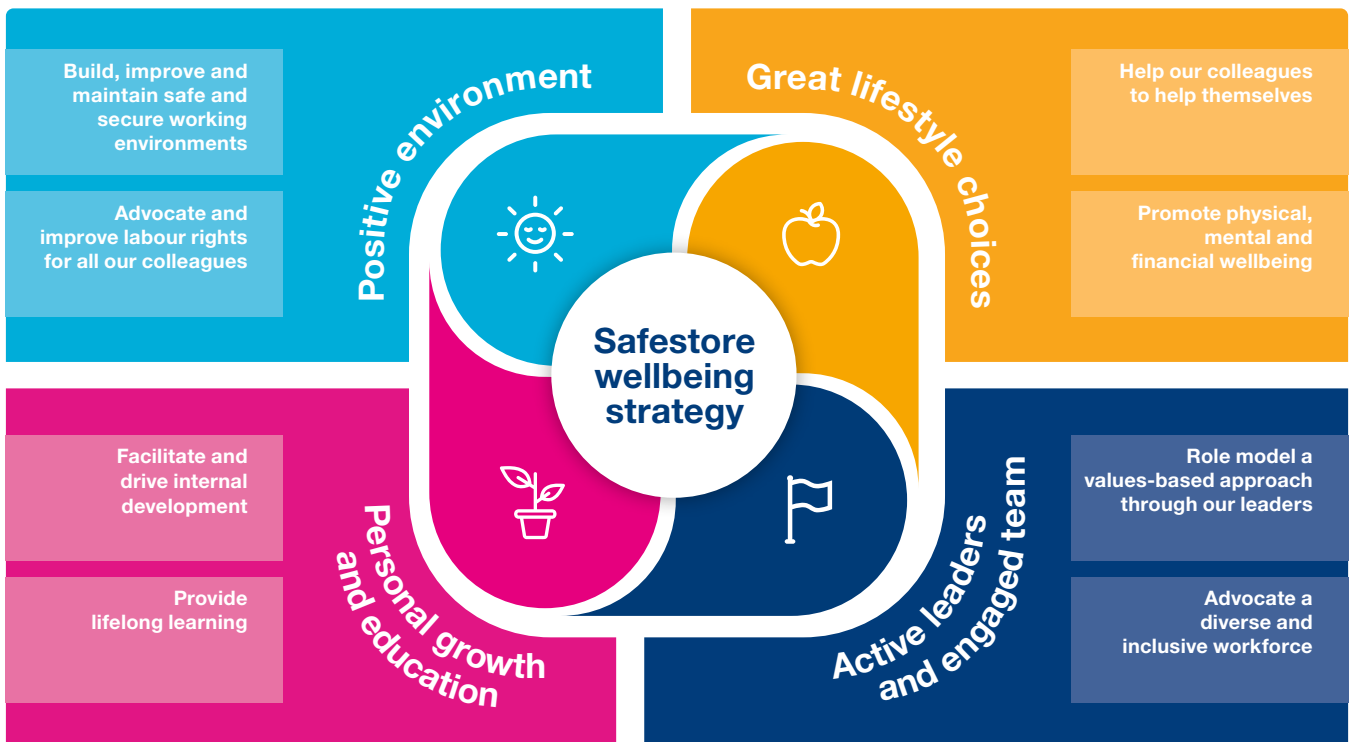 Positive environment
Build, improve and
maintain safe and
secure working
environments
Advocate and
improve labour rights
for all our colleagues
Great lifestyle choices
Help our colleagues
to help themselves
Promote physical,
mental and
financial wellbeing
Safestore
wellbeing
strategy
Personal growth
and education
Facilitate and
drive internal
development
Provide
lifelong learning
Active leaders
and engaged team
Role model a
values-based approach
through our leaders
Advocate a
diverse and
inclusive workforce